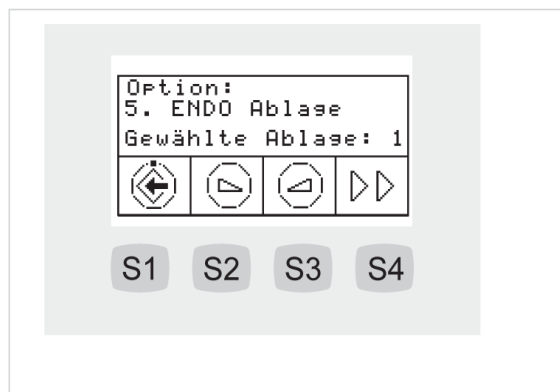 Option:
5. ENDO Ablage
Gewählte Ablage: 1
S1 S2 S3 S4